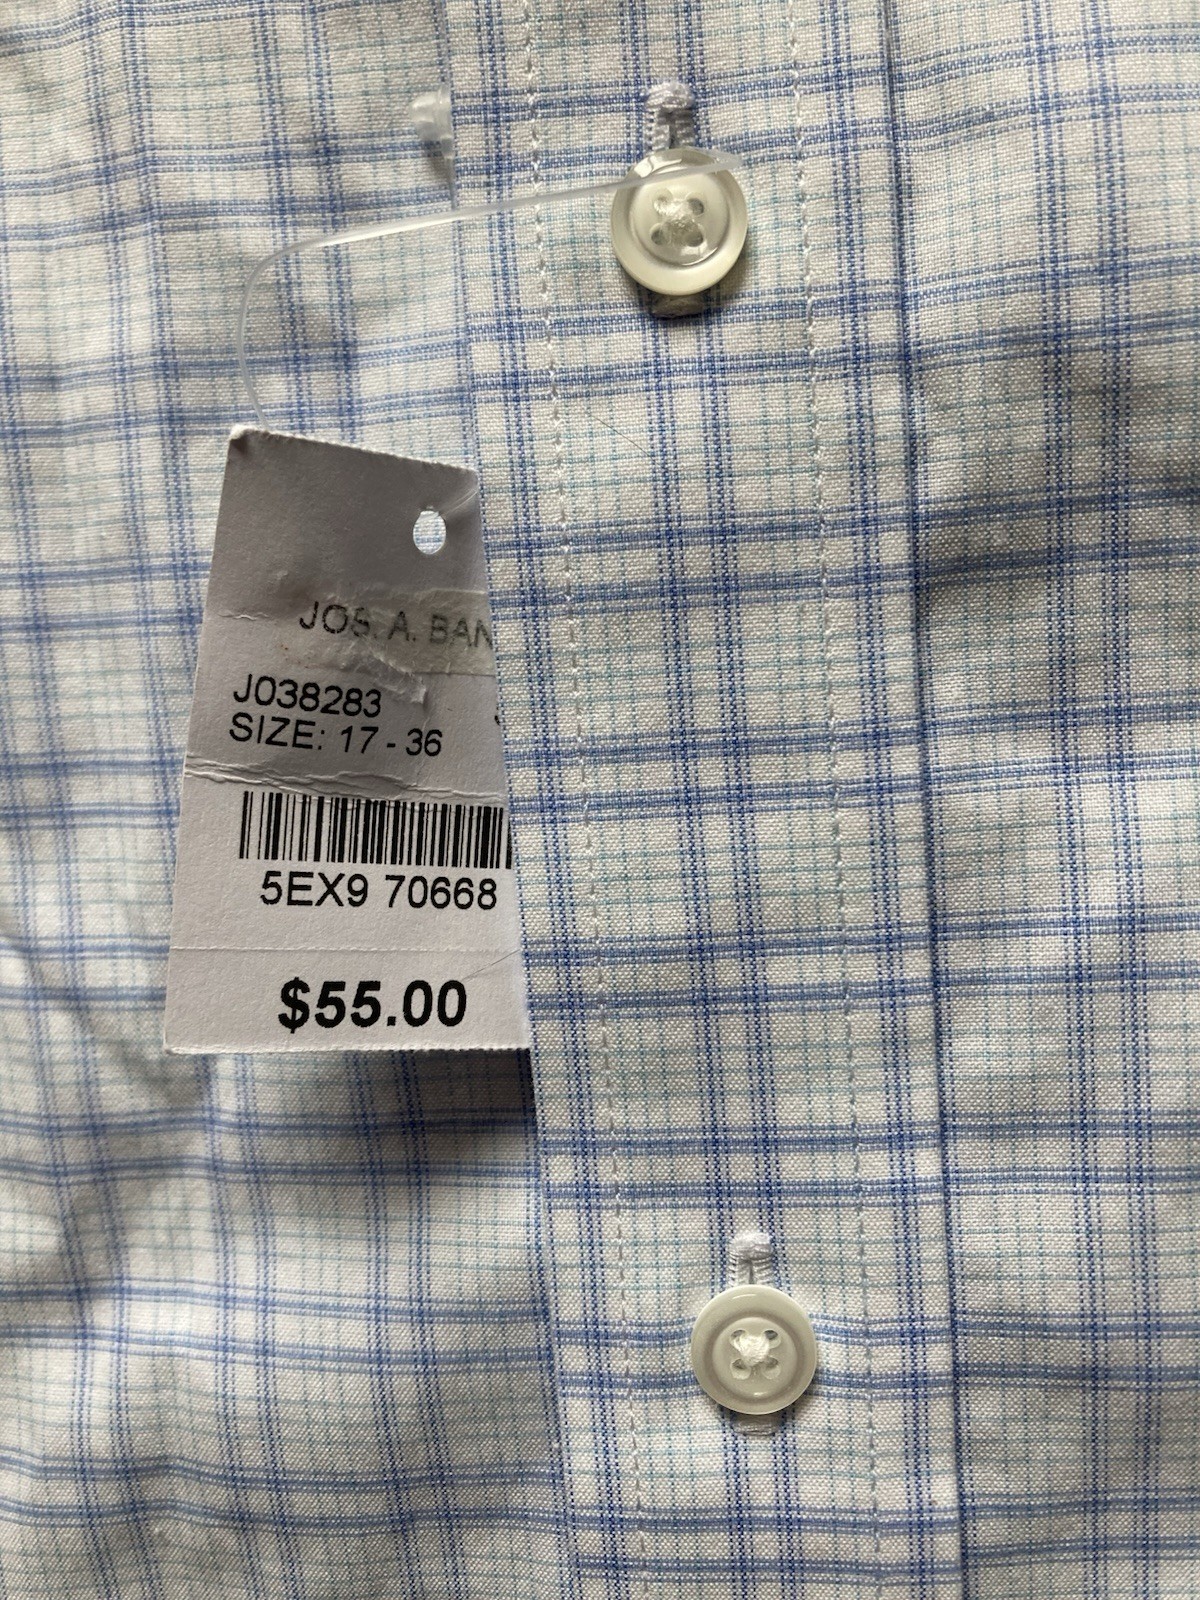 JOS. A. BAN
J038283
SIZE: 17 - 36
5EX9 70668
$55.00